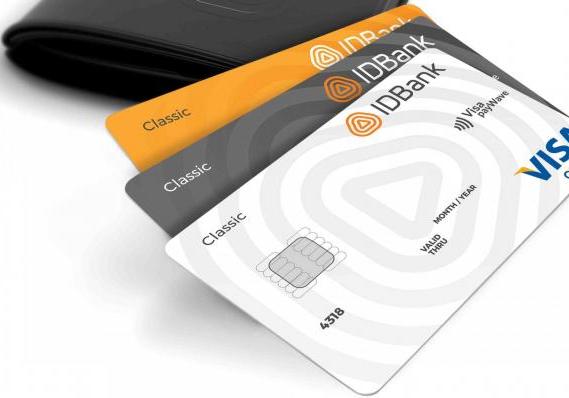 IDBank
Classic
IDBank
Classic
IDBank
Classic
Visa
payWave
VISA
MONTH / YEAR
VALID
THRU
4318